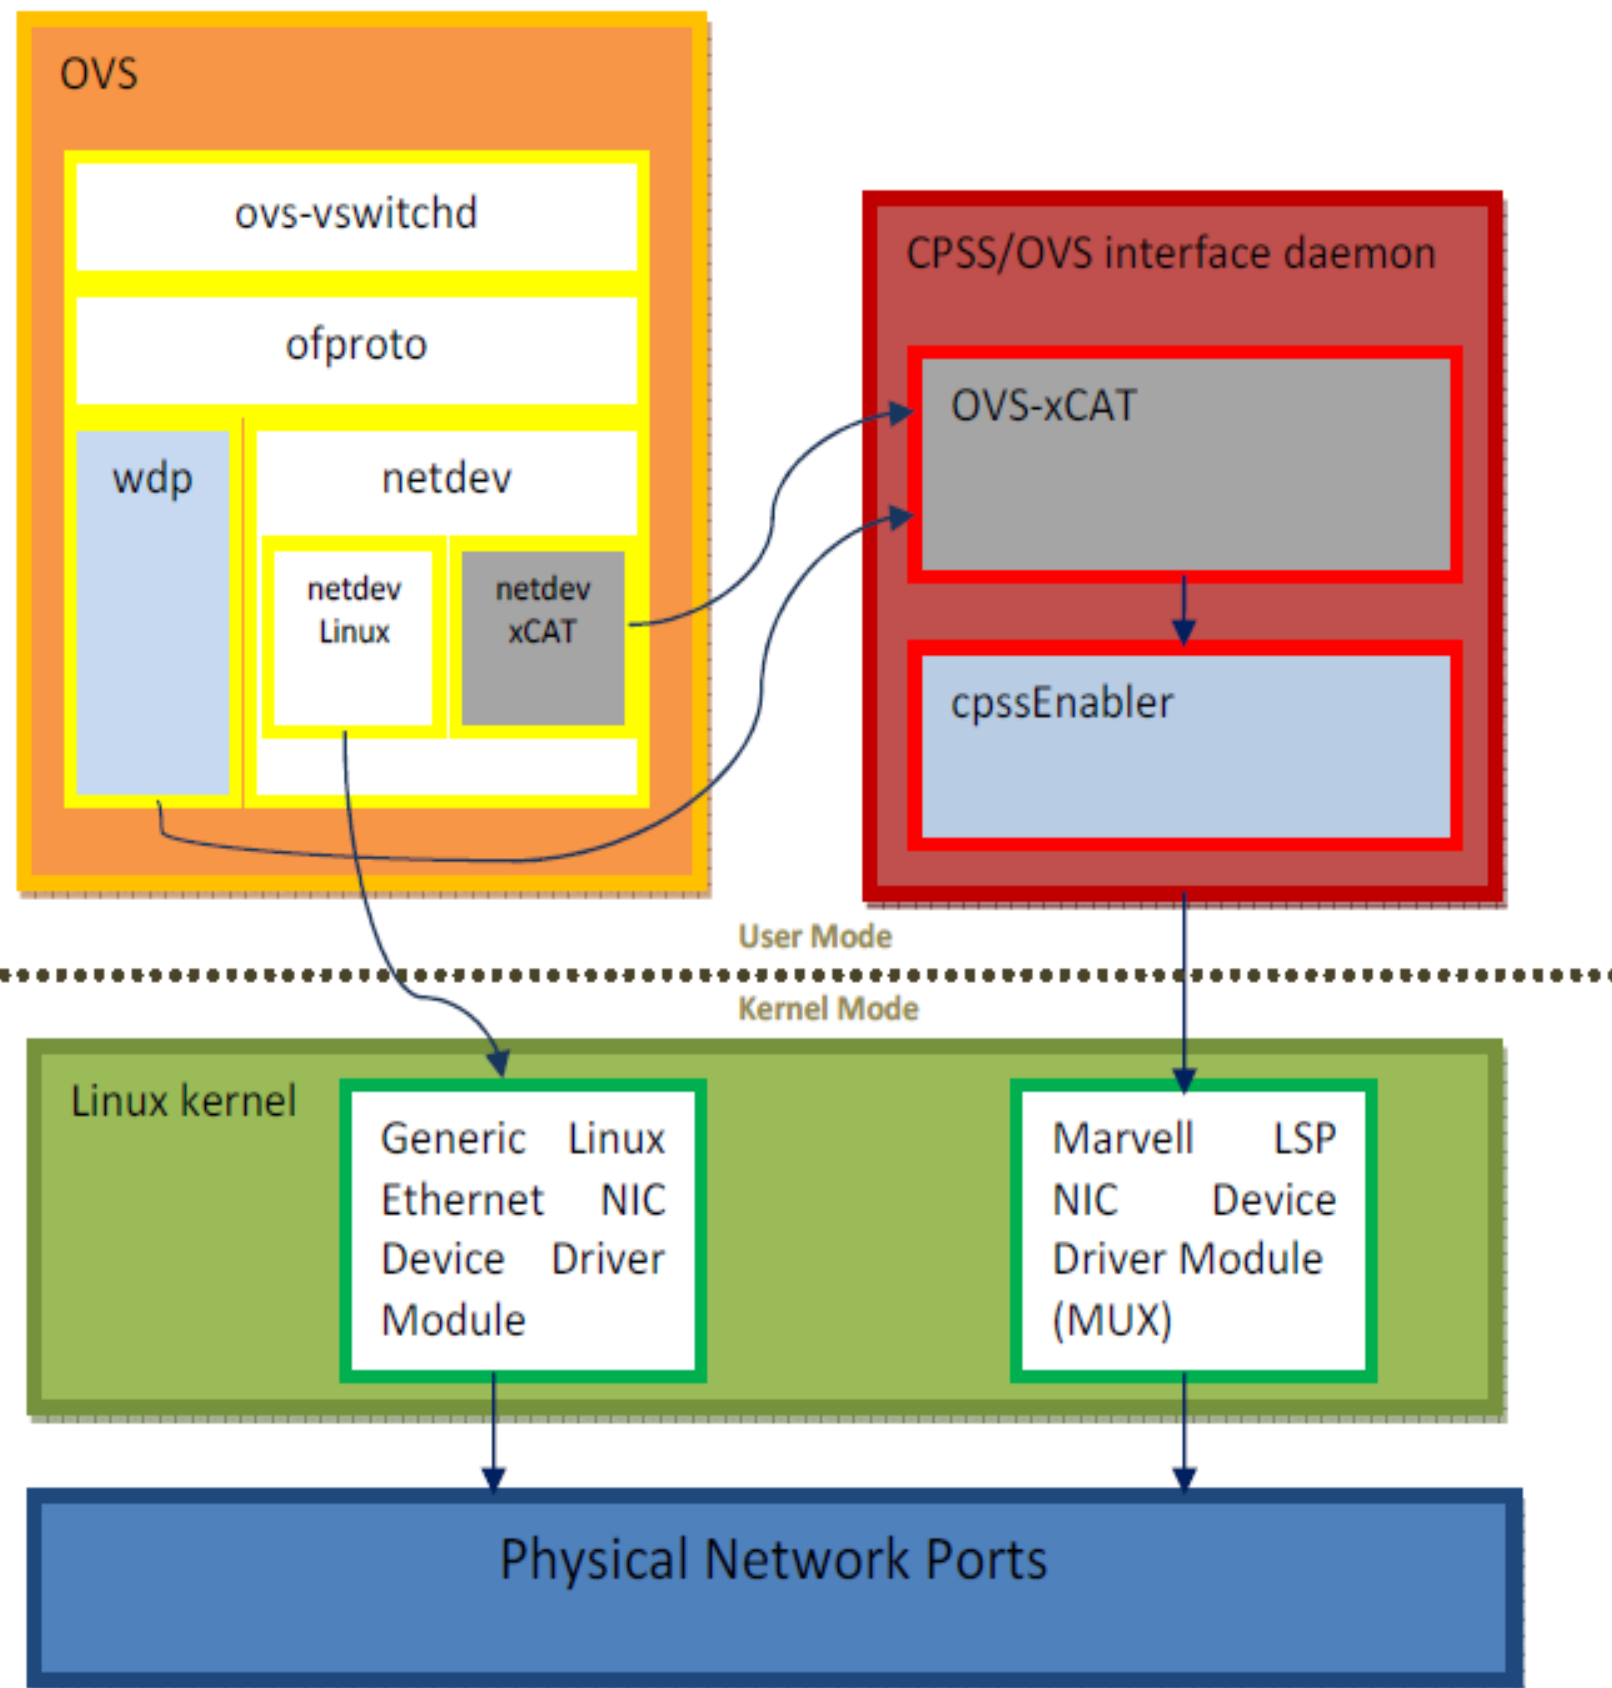 OVS
ovs-vswitchd
ofproto
wdp
netdev
netdev
Linux
netdev
xCAT
CPSS/OVS interface daemon
OVS-xCAT
cpssEnabler
User Mode
Kernel Mode
Linux kernel
Generic Linux
Ethernet NIC
Device Driver
Module
Marvell LSP
NIC Device
Driver Module
(MUX)
Physical Network Ports